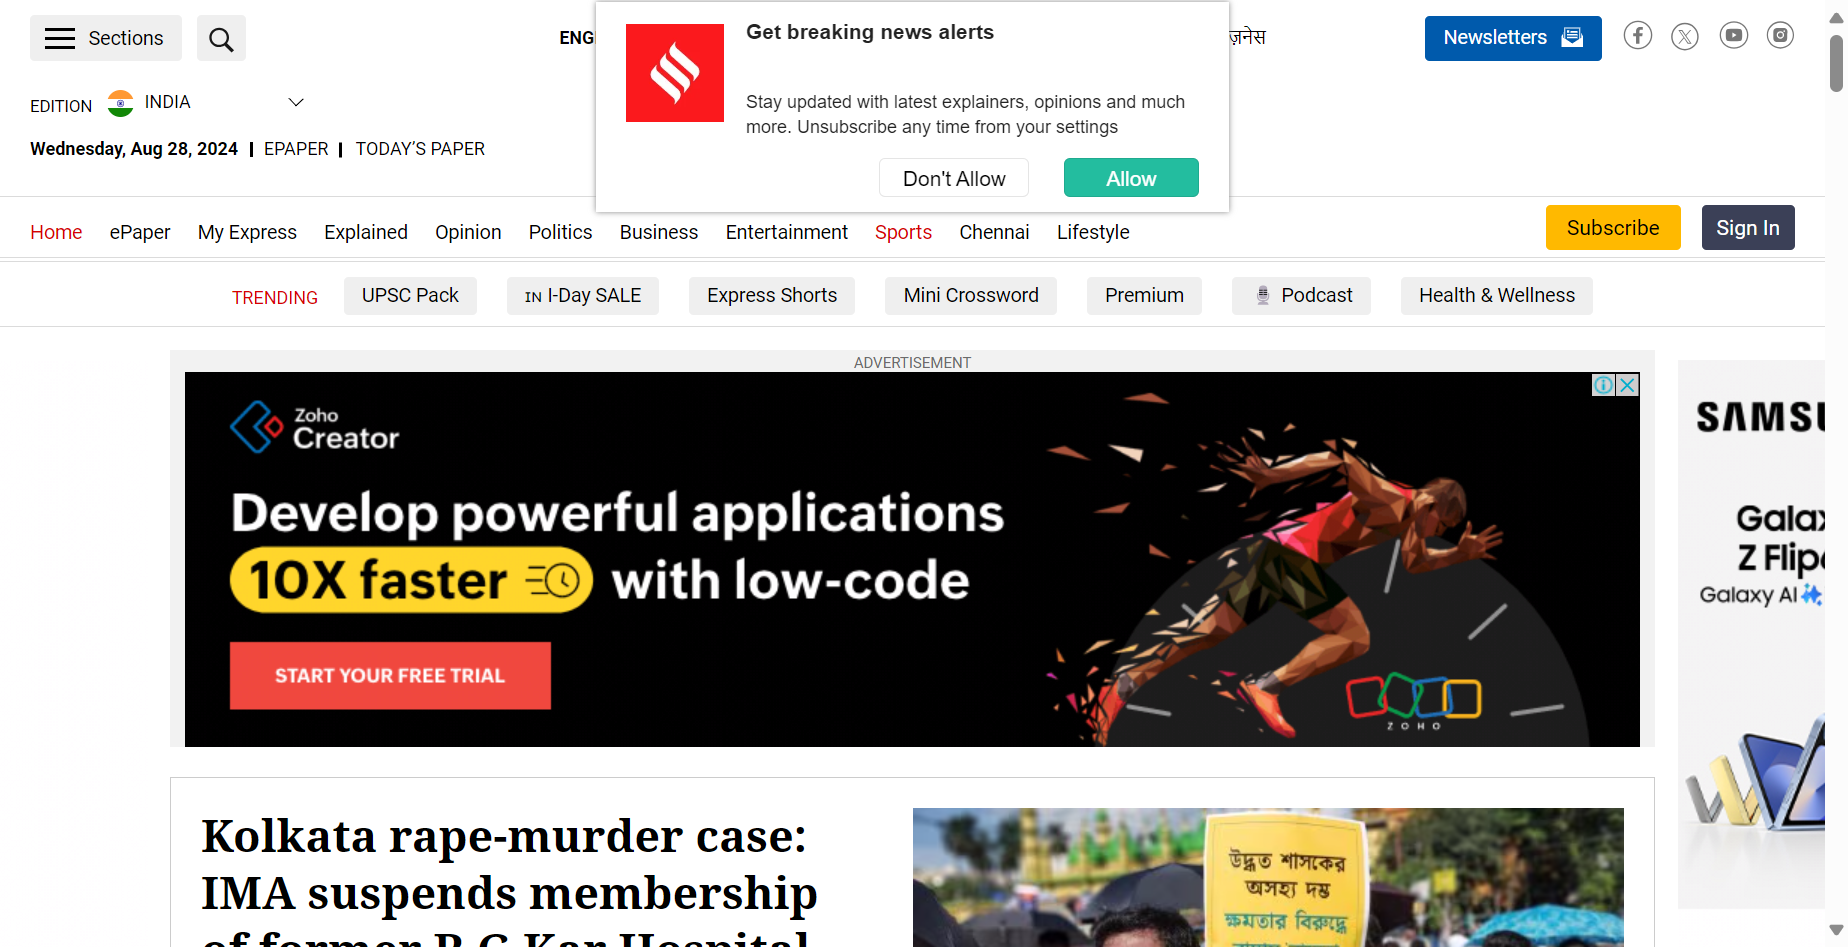 Sections
ENG
Get breaking news alerts
Stay updated with latest explainers, opinions and much
more. Unsubscribe any time from your settings
Don't Allow
Allow
Newsletters
EDITION
INDIA
Wednesday, Aug 28, 2024
EPAPER
TODAY'S PAPER
Home
ePaper
My Express
Explained
Opinion
Politics
Business
Entertainment
Sports
Chennai
Lifestyle
Subscribe
Sign In
TRENDING
UPSC Pack
IN I-Day SALE
Express Shorts
Mini Crossword
Premium
Podcast
Health & Wellness
ADVERTISEMENT
Zoho
Creator
Develop powerful applications
10X faster with low-code
START YOUR FREE TRIAL
ZOHO
SAMSU
Galax
Z Flip
Galaxy AI
Kolkata rape-murder case:
IMA suspends membership
of former R G Kar Hospital
উদ্ধত শাসকের
অসহ্য দম্ভ
ক্ষমতার বিরুদ্ধে